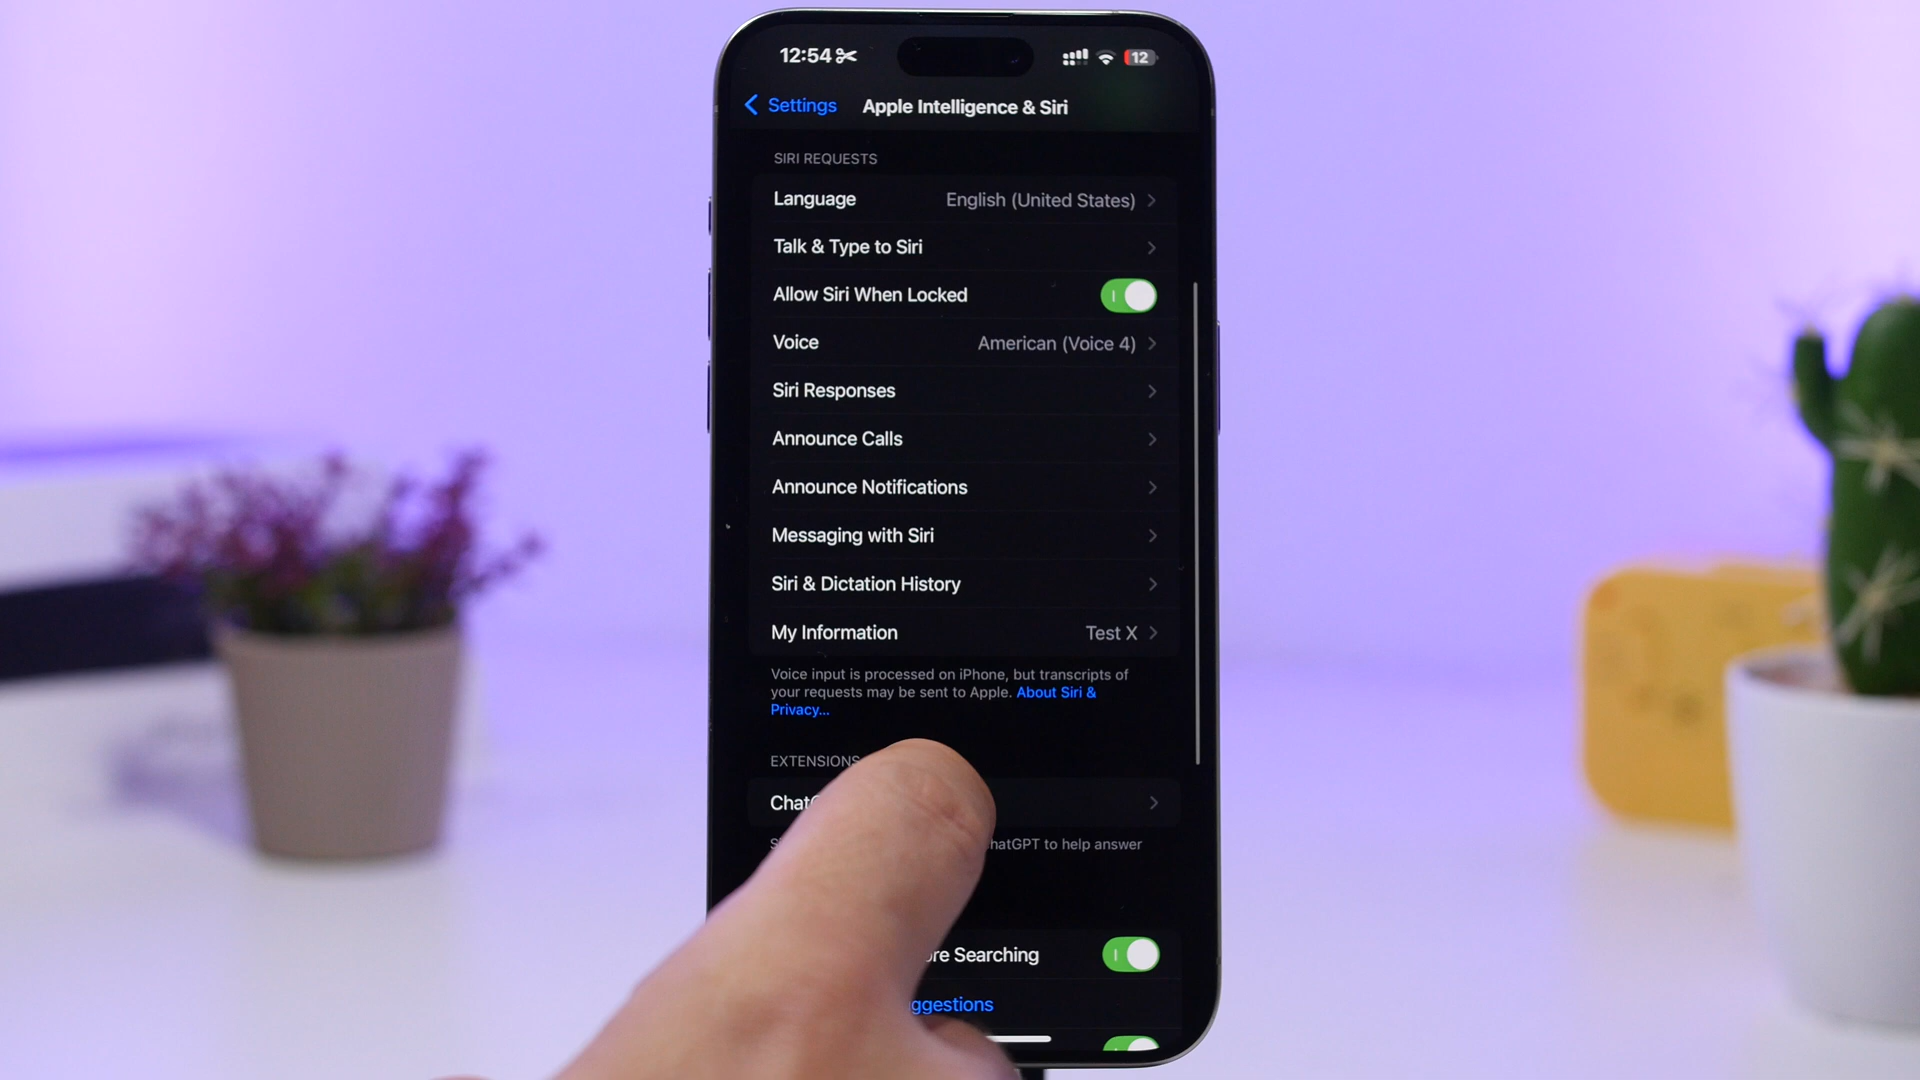 12:54
12
Settings
Apple Intelligence & Siri
SIRI REQUESTS
Language English (United States)
Talk & Type to Siri
Allow Siri When Locked
Voice American (Voice 4)
Siri Responses
Announce Calls
Announce Notifications
Messaging with Siri
Siri & Dictation History
My Information Test X
Voice input is processed on iPhone, but transcripts of
your requests may be sent to Apple. About Siri &
Privacy...
EXTENSIONS
to help answer
Searching